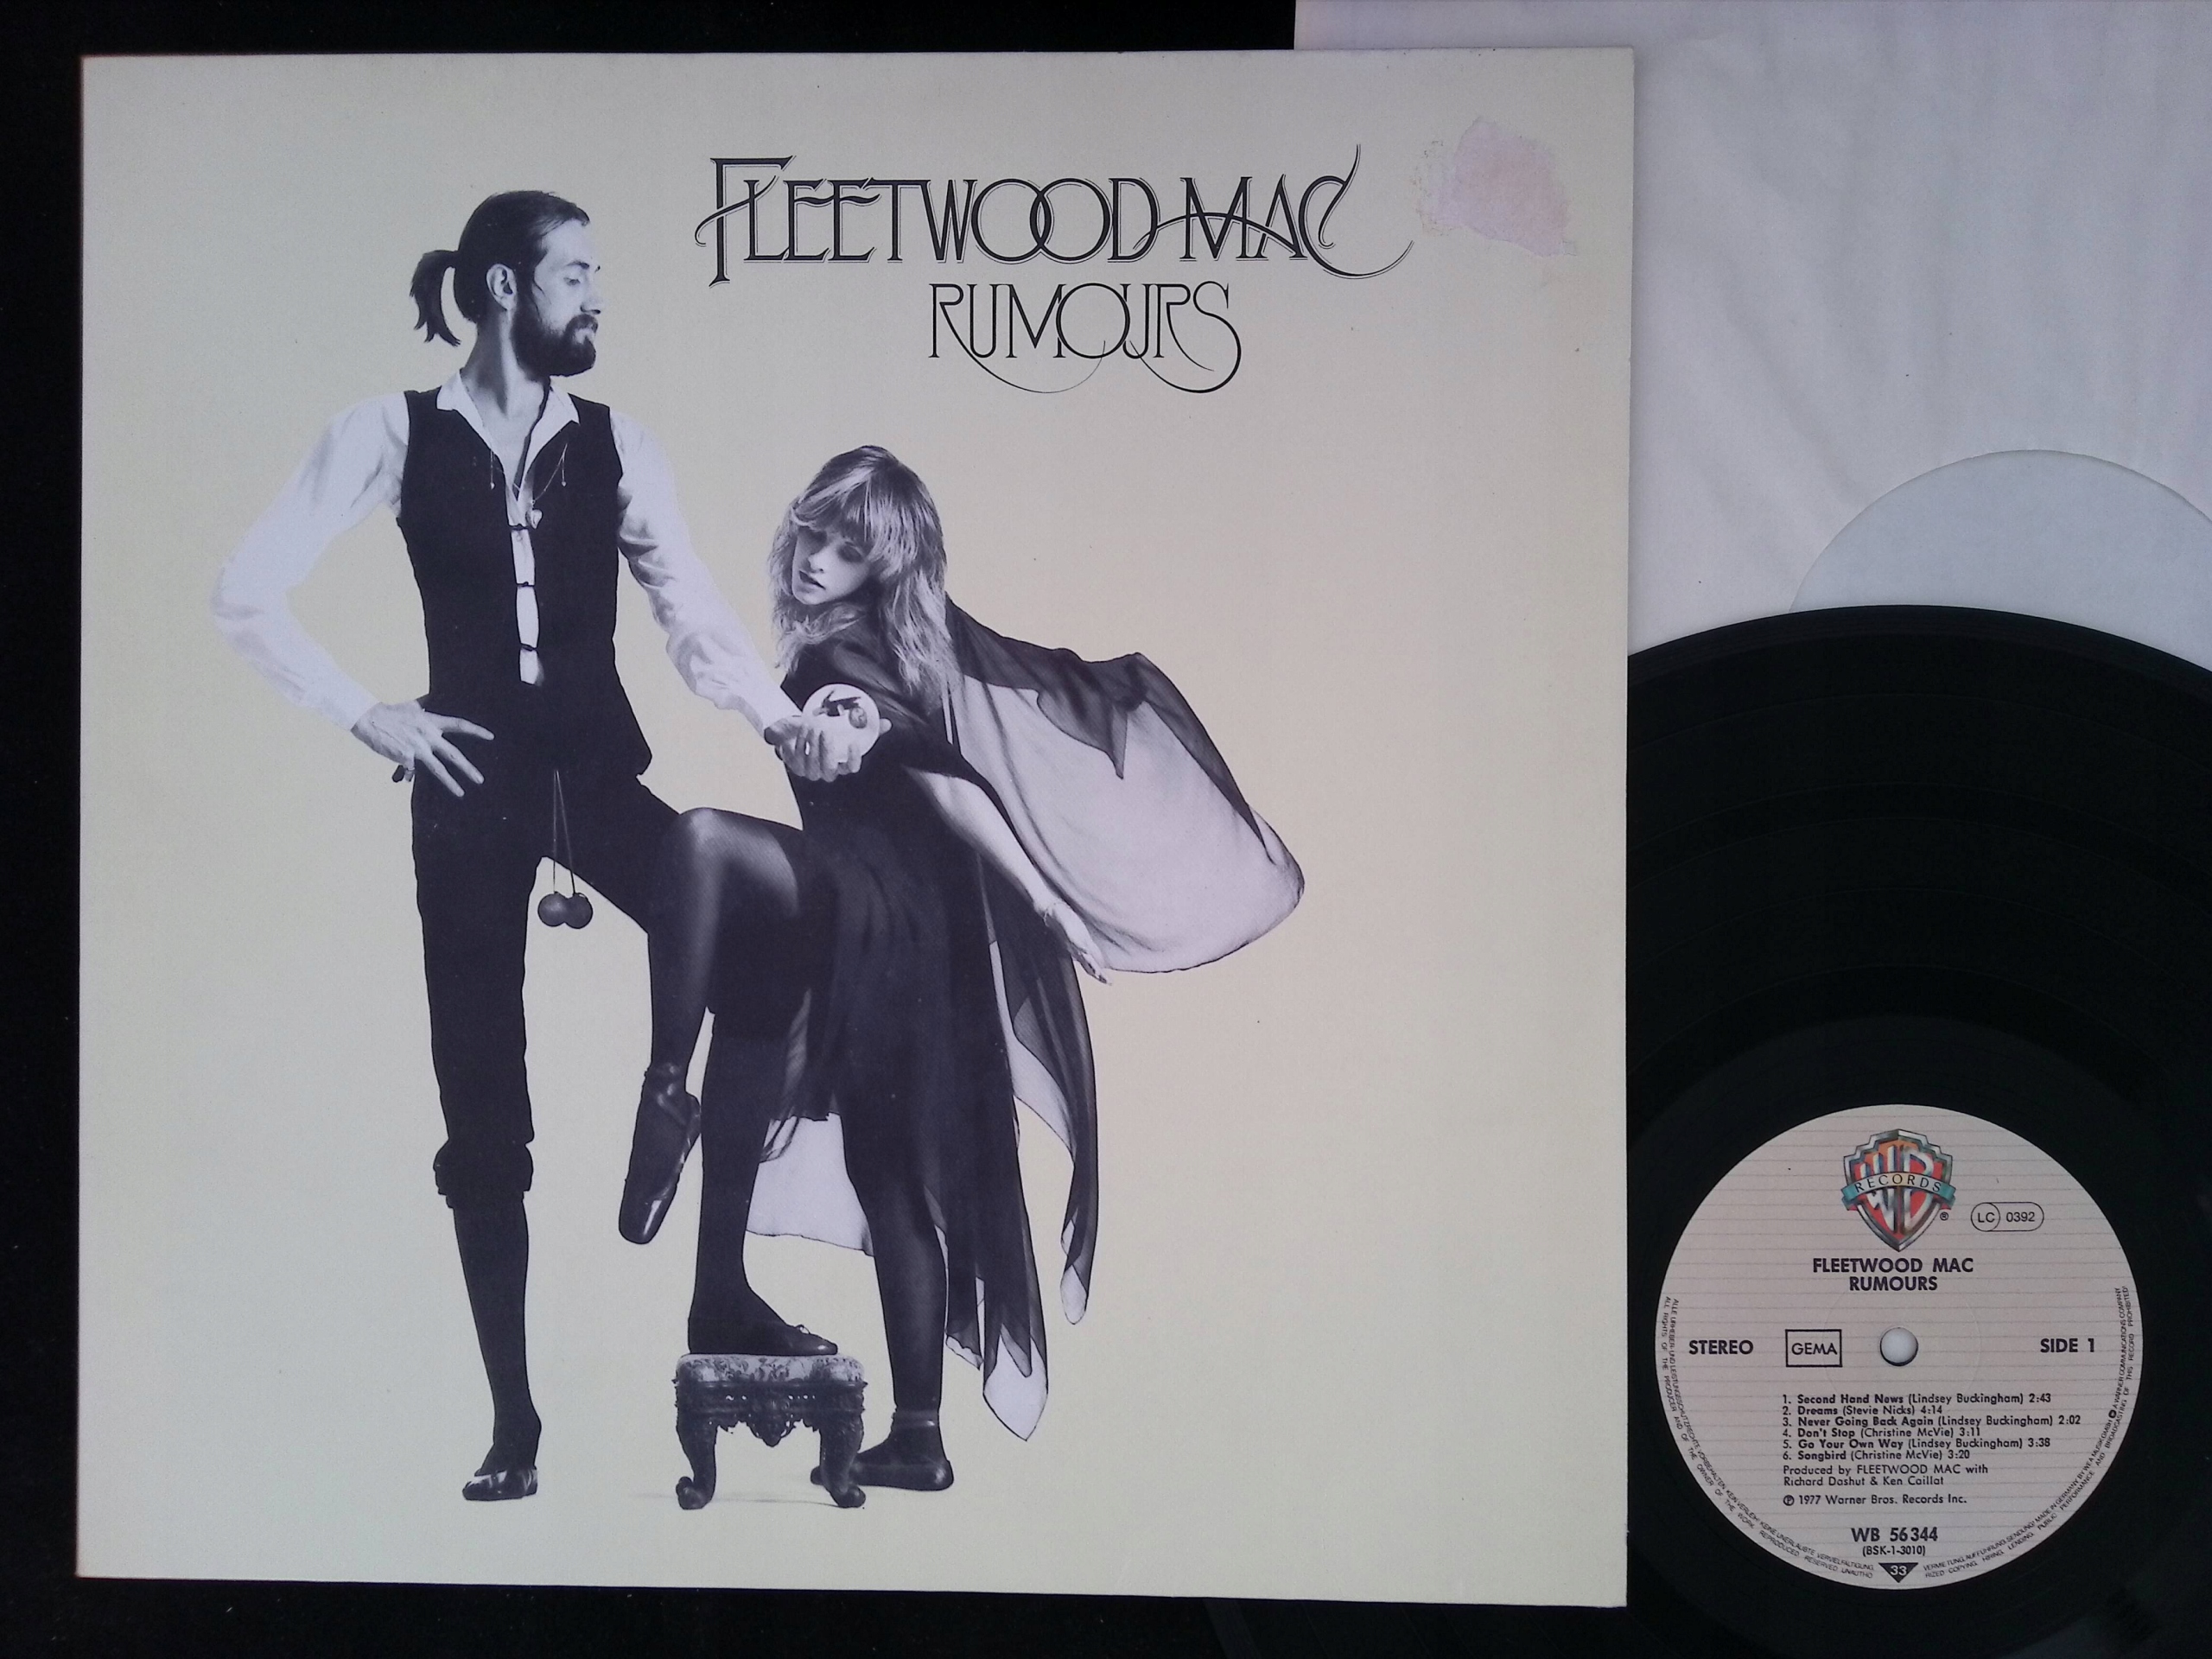 FLEETWOOD MAC
RUMOURS
RECORDS
®
LC 0392
FLEETWOOD MAC
RUMOURS
STEREO
GEMA
SIDE 1
1. Second Hand News (Lindsey Buckingham) 2:43
2. Dreams (Stevie Nicks) 4:14
3. Never Going Back Again (Lindsey Buckingham) 2:02
4. Don't Stop (Christine McVie) 3:11
5. Go Your Own Way (Lindsey Buckingham) 3:38
6. Songbird (Christine McVie) 3:20
Produced by FLEETWOOD MAC with
Richard Dashut & Ken Caillat
℗ 1977 Warner Bros. Records Inc.
WB 56 344
(BSK-1-3010)
33